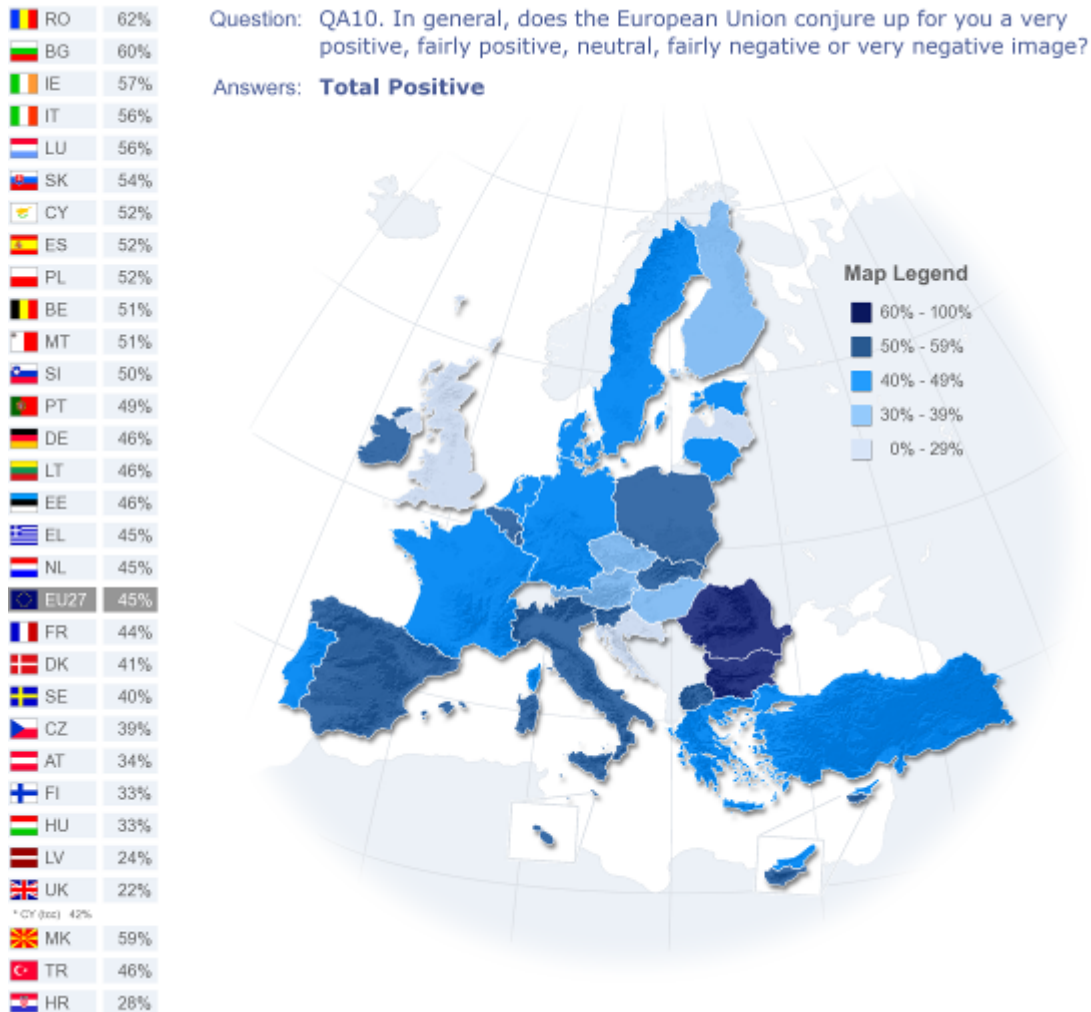 Question: QA10. In general, does the European Union conjure up for you a very
positive, fairly positive, neutral, fairly negative or very negative image?
Answers: Total Positive
RO 62%
BG 60%
IE 57%
IT 56%
LU 56%
SK 54%
CY 52%
ES 52%
PL 52%
BE 51%
MT 51%
SI 50%
PT 49%
DE 46%
LT 46%
EE 46%
EL 45%
NL 45%
EU27 45%
FR 44%
DK 41%
SE 40%
CZ 39%
AT 34%
FI 33%
HU 33%
LV 24%
UK 22%
* CY (tcc) 42%
MK 59%
TR 46%
HR 28%
Map Legend
60% - 100%
50% - 59%
40% - 49%
30% - 39%
0% - 29%